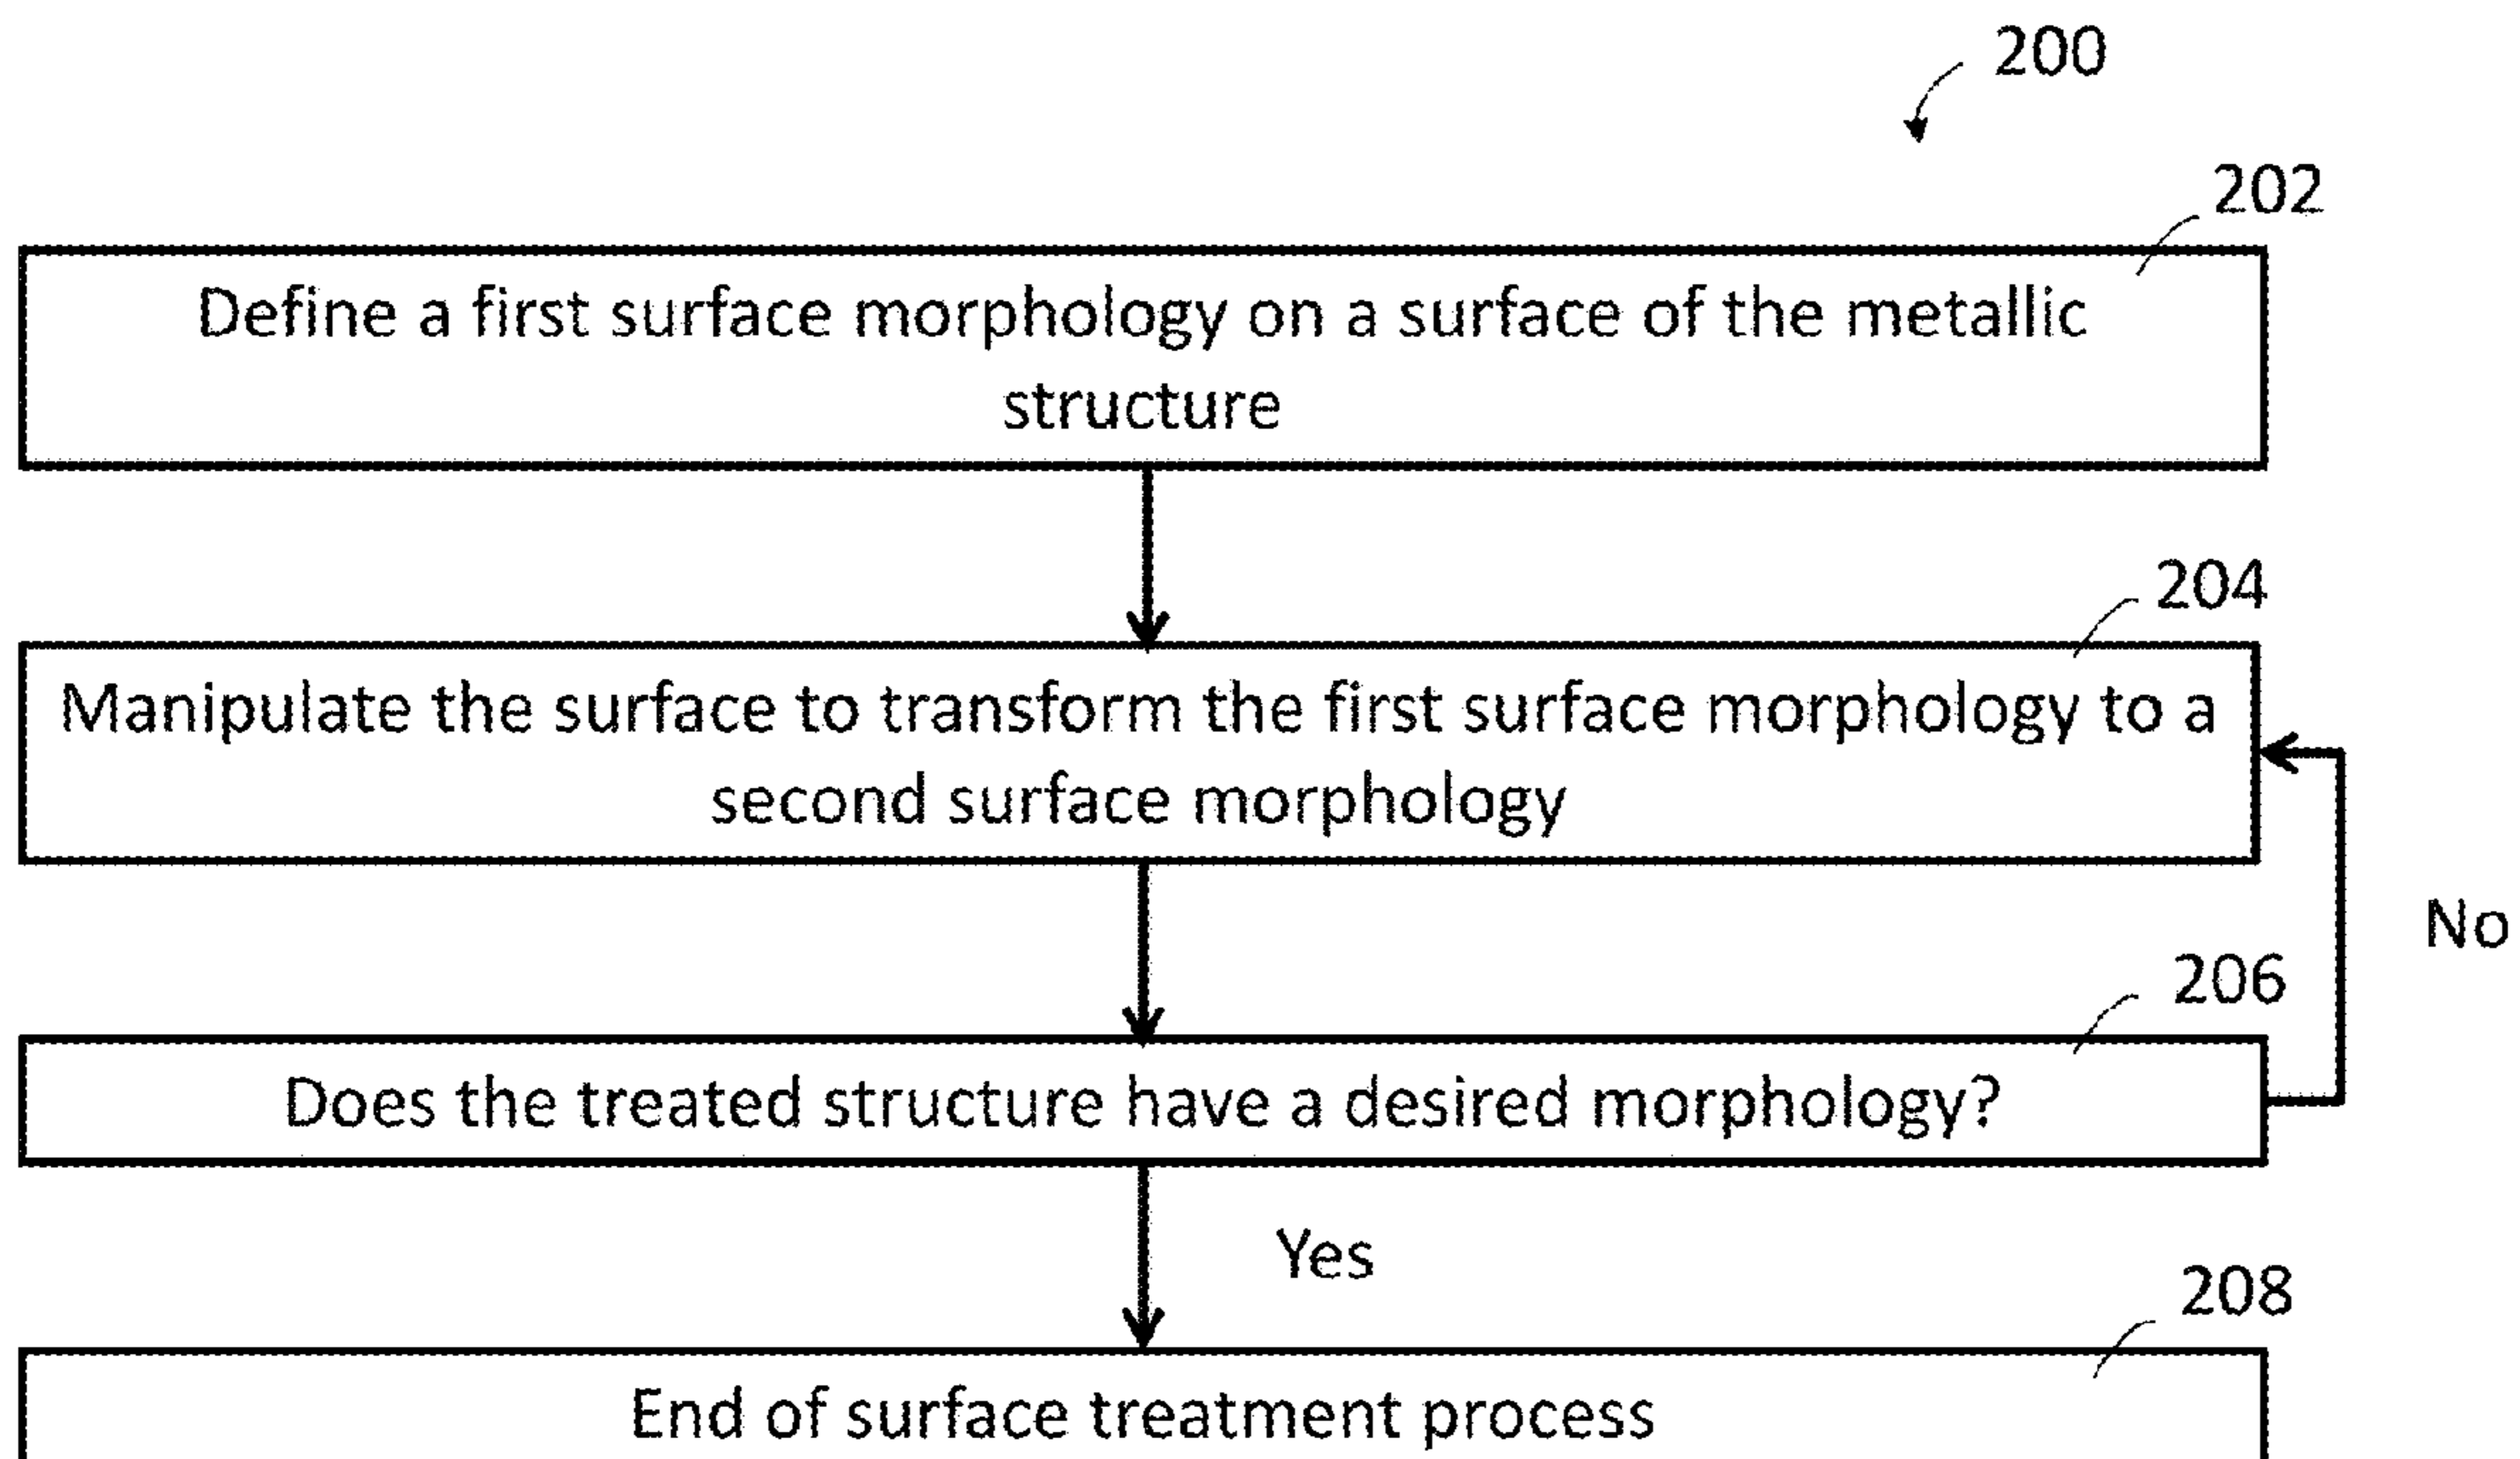 200
202
Define a first surface morphology on a surface of the metallic
structure
204
Manipulate the surface to transform the first surface morphology to a
second surface morphology
No
206
Does the treated structure have a desired morphology?
Yes
208
End of surface treatment process